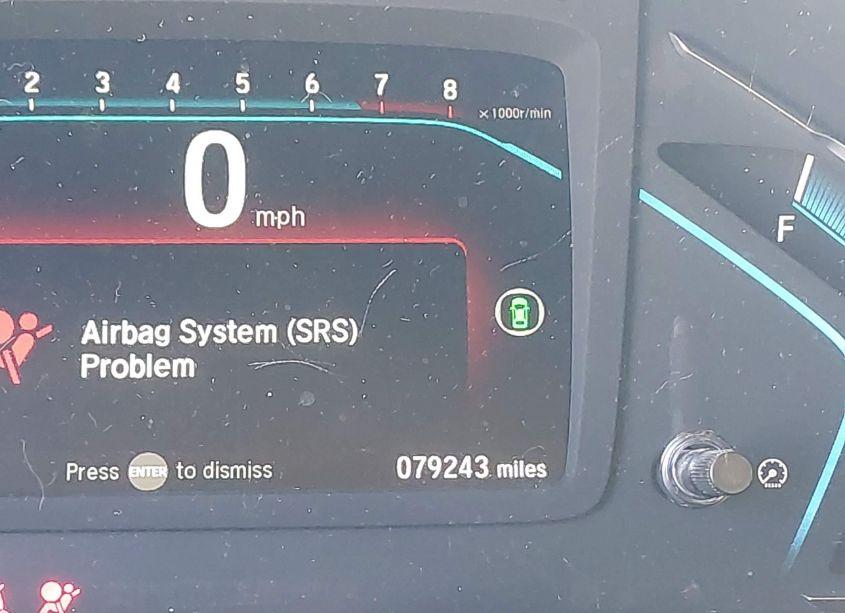 2 3 4 5 6 7 8
×1000r/min
0 mph
F
Airbag System (SRS)
Problem
Press ENTER to dismiss
079243 miles